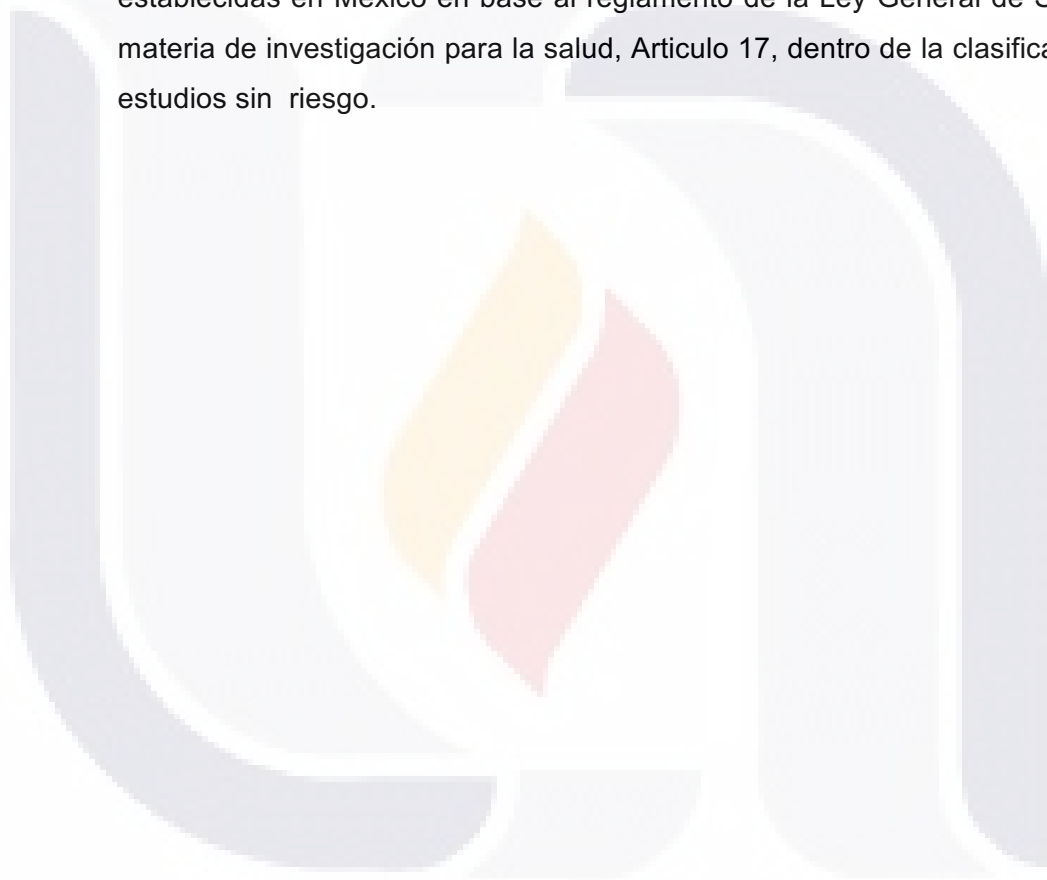 establecidas en México en base al reglamento de la Ley General de
materia de investigación para la salud, Articulo 17, dentro de la
estudios sin riesgo.